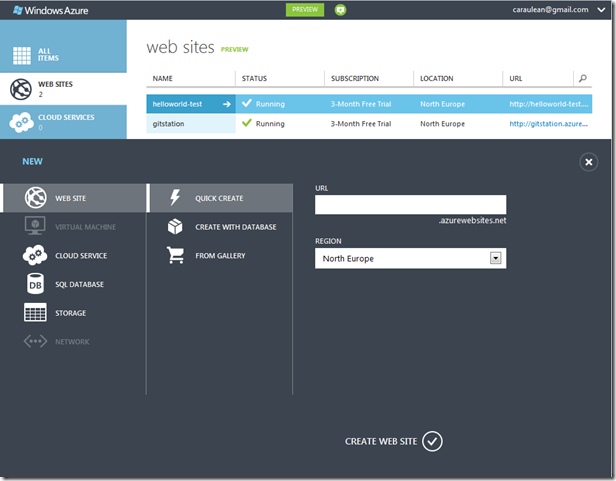 Windows Azure
PREVIEW
caraulean@gmail.com
ALL
ITEMS
WEB SITES
2
CLOUD SERVICES
0
web sites PREVIEW
NAME STATUS SUBSCRIPTION LOCATION URL
helloworld-test Running 3-Month Free Trial North Europe http://helloworld-test....
gitstation Running 3-Month Free Trial North Europe http://gitstation.azure...
NEW
WEB SITE
VIRTUAL MACHINE
CLOUD SERVICE
DB
SQL DATABASE
STORAGE
NETWORK
QUICK CREATE
CREATE WITH DATABASE
FROM GALLERY
URL
.azurewebsites.net
REGION
North Europe
CREATE WEB SITE